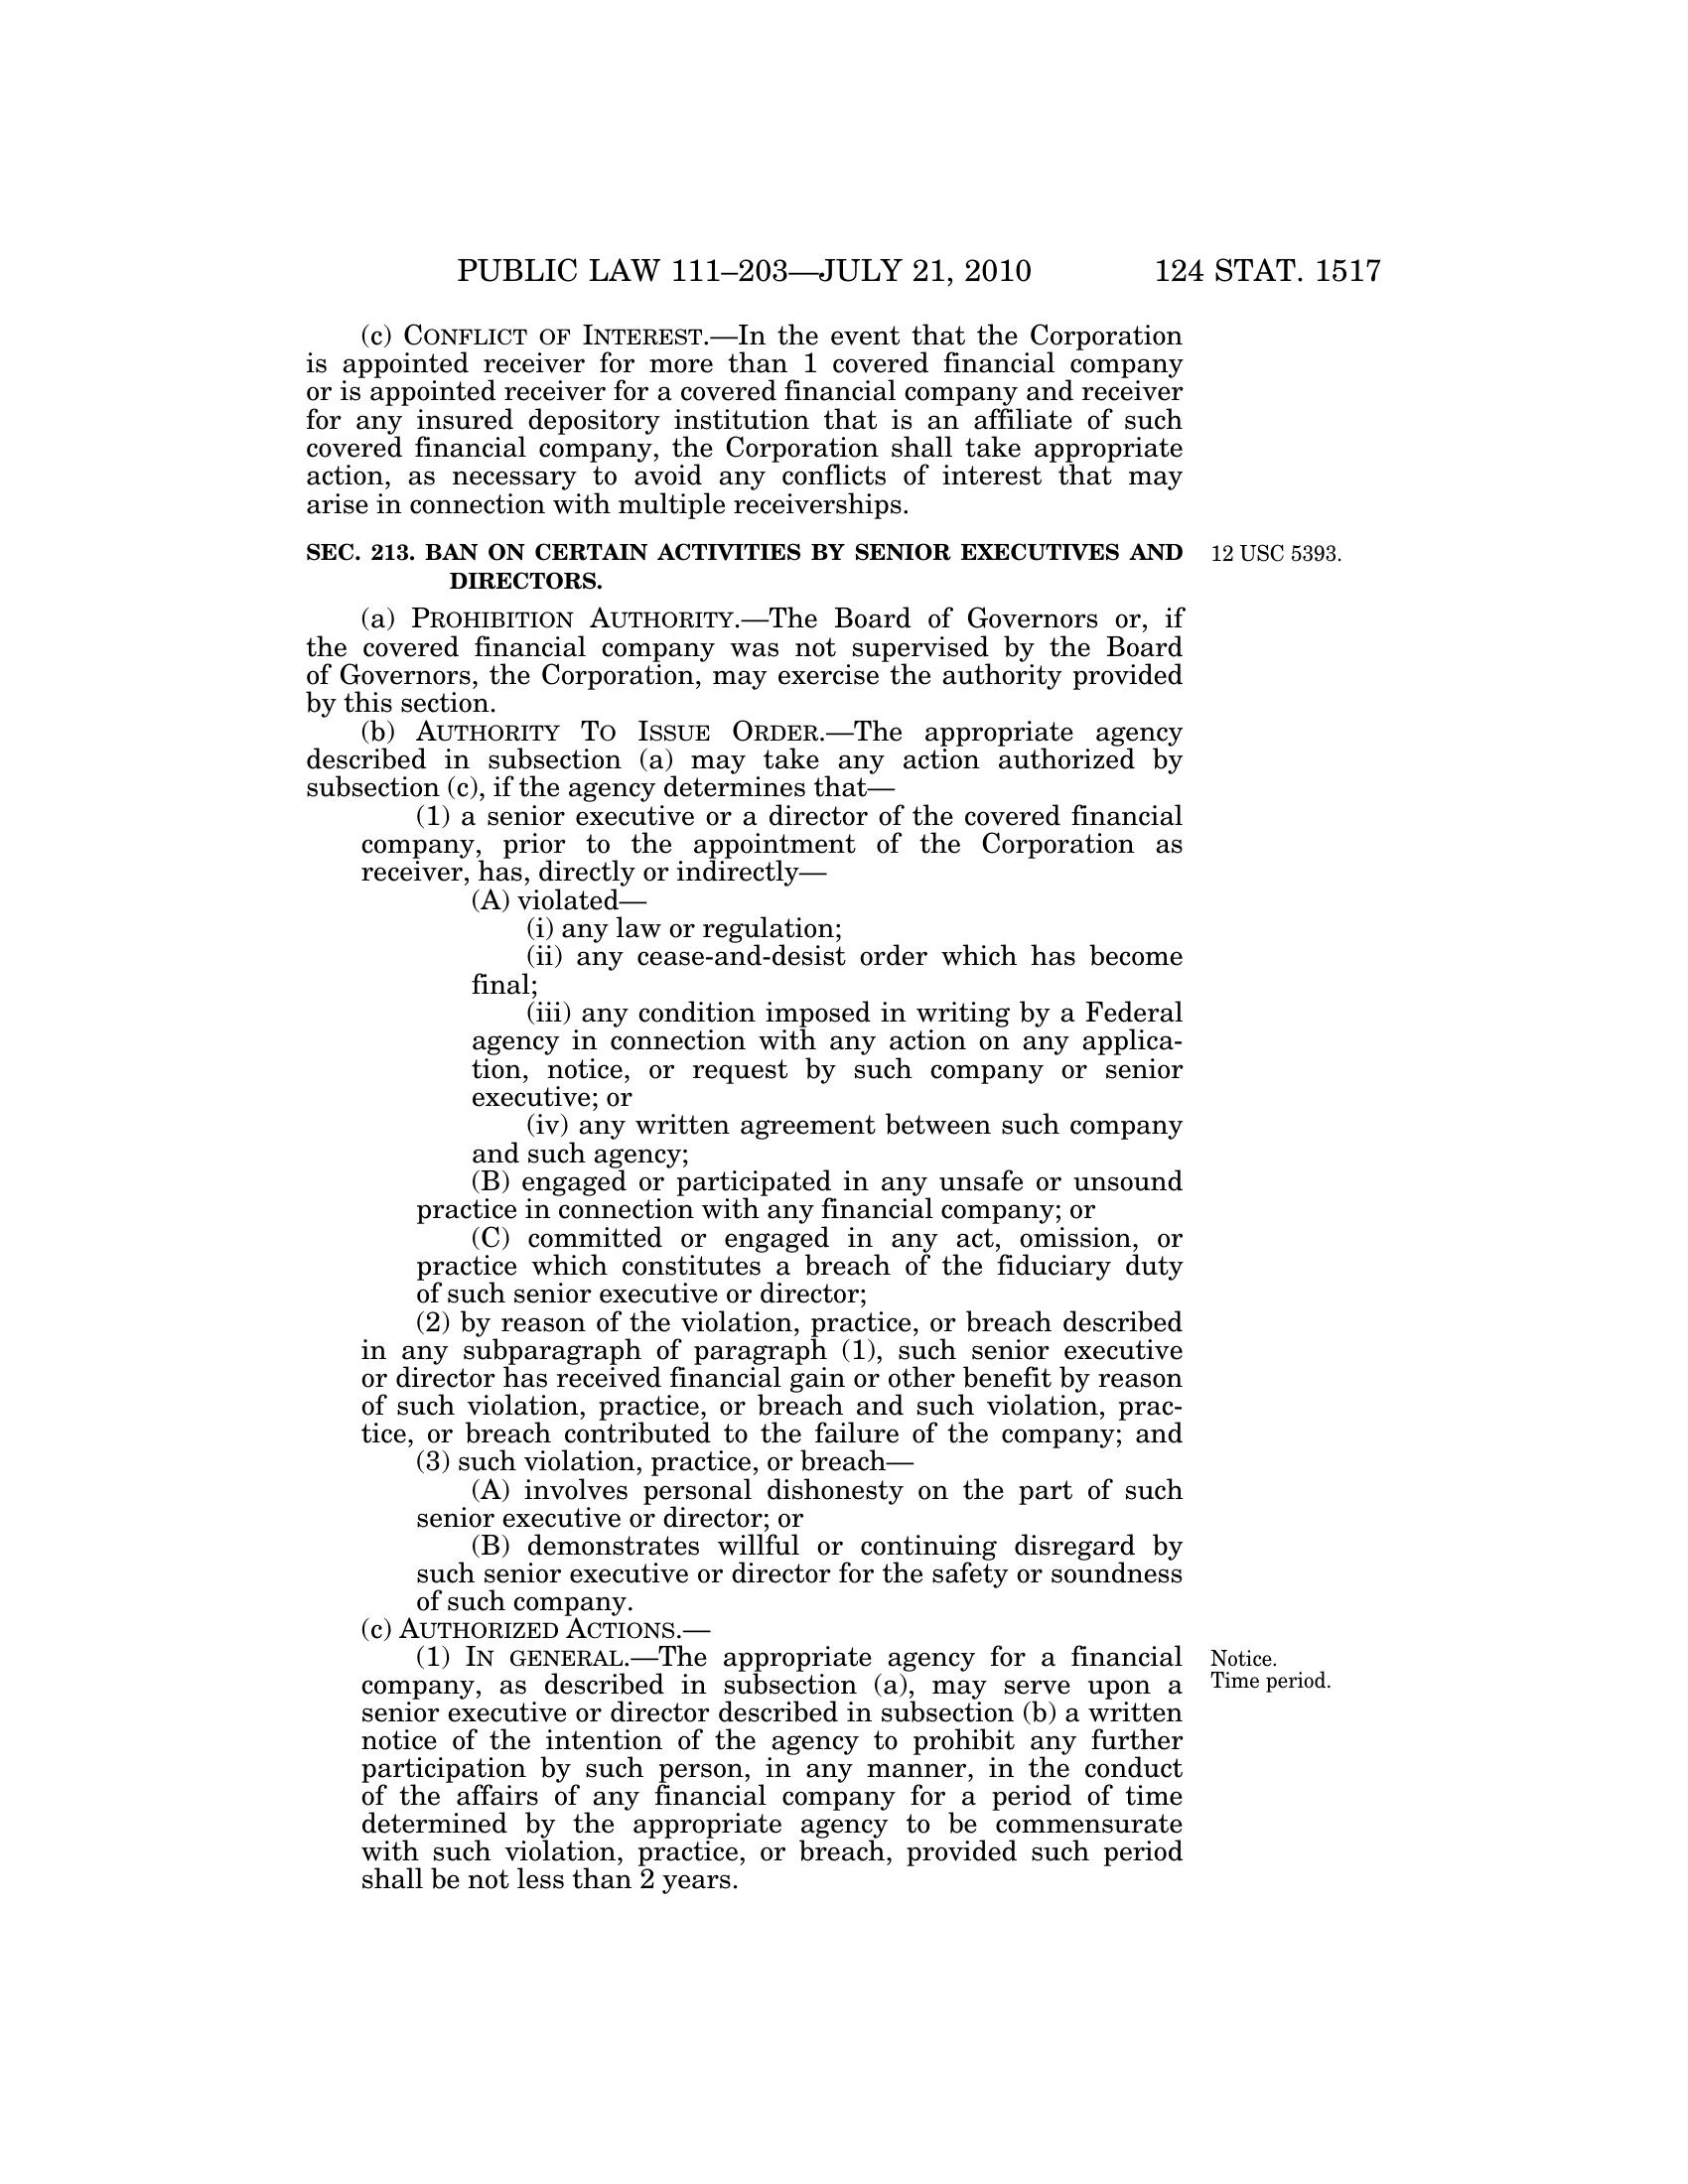 PUBLIC LAW 111–203—JULY 21, 2010 124 STAT. 1517
(c) CONFLICT OF INTEREST.—In the event that the Corporation
is appointed receiver for more than 1 covered financial company
or is appointed receiver for a covered financial company and receiver
for any insured depository institution that is an affiliate of such
covered financial company, the Corporation shall take appropriate
action, as necessary to avoid any conflicts of interest that may
arise in connection with multiple receiverships.
SEC. 213. BAN ON CERTAIN ACTIVITIES BY SENIOR EXECUTIVES AND 12 USC 5393.
DIRECTORS.
(a) PROHIBITION AUTHORITY.—The Board of Governors or, if
the covered financial company was not supervised by the Board
of Governors, the Corporation, may exercise the authority provided
by this section.
(b) AUTHORITY TO ISSUE ORDER.—The appropriate agency
described in subsection (a) may take any action authorized by
subsection (c), if the agency determines that—
(1) a senior executive or a director of the covered financial
company, prior to the appointment of the Corporation as
receiver, has, directly or indirectly—
(A) violated—
(i) any law or regulation;
(ii) any cease-and-desist order which has become
final;
(iii) any condition imposed in writing by a Federal
agency in connection with any action on any applica-
tion, notice, or request by such company or senior
executive; or
(iv) any written agreement between such company
and such agency;
(B) engaged or participated in any unsafe or unsound
practice in connection with any financial company; or
(C) committed or engaged in any act, omission, or
practice which constitutes a breach of the fiduciary duty
of such senior executive or director;
(2) by reason of the violation, practice, or breach described
in any subparagraph of paragraph (1), such senior executive
or director has received financial gain or other benefit by reason
of such violation, practice, or breach and such violation, prac-
tice, or breach contributed to the failure of the company; and
(3) such violation, practice, or breach—
(A) involves personal dishonesty on the part of such
senior executive or director; or
(B) demonstrates willful or continuing disregard by
such senior executive or director for the safety or soundness
of such company.
(c) AUTHORIZED ACTIONS.—
(1) IN GENERAL.—The appropriate agency for a financial Notice.
company, as described in subsection (a), may serve upon a Time period.
senior executive or director described in subsection (b) a written
notice of the intention of the agency to prohibit any further
participation by such person, in any manner, in the conduct
of the affairs of any financial company for a period of time
determined by the appropriate agency to be commensurate
with such violation, practice, or breach, provided such period
shall be not less than 2 years.